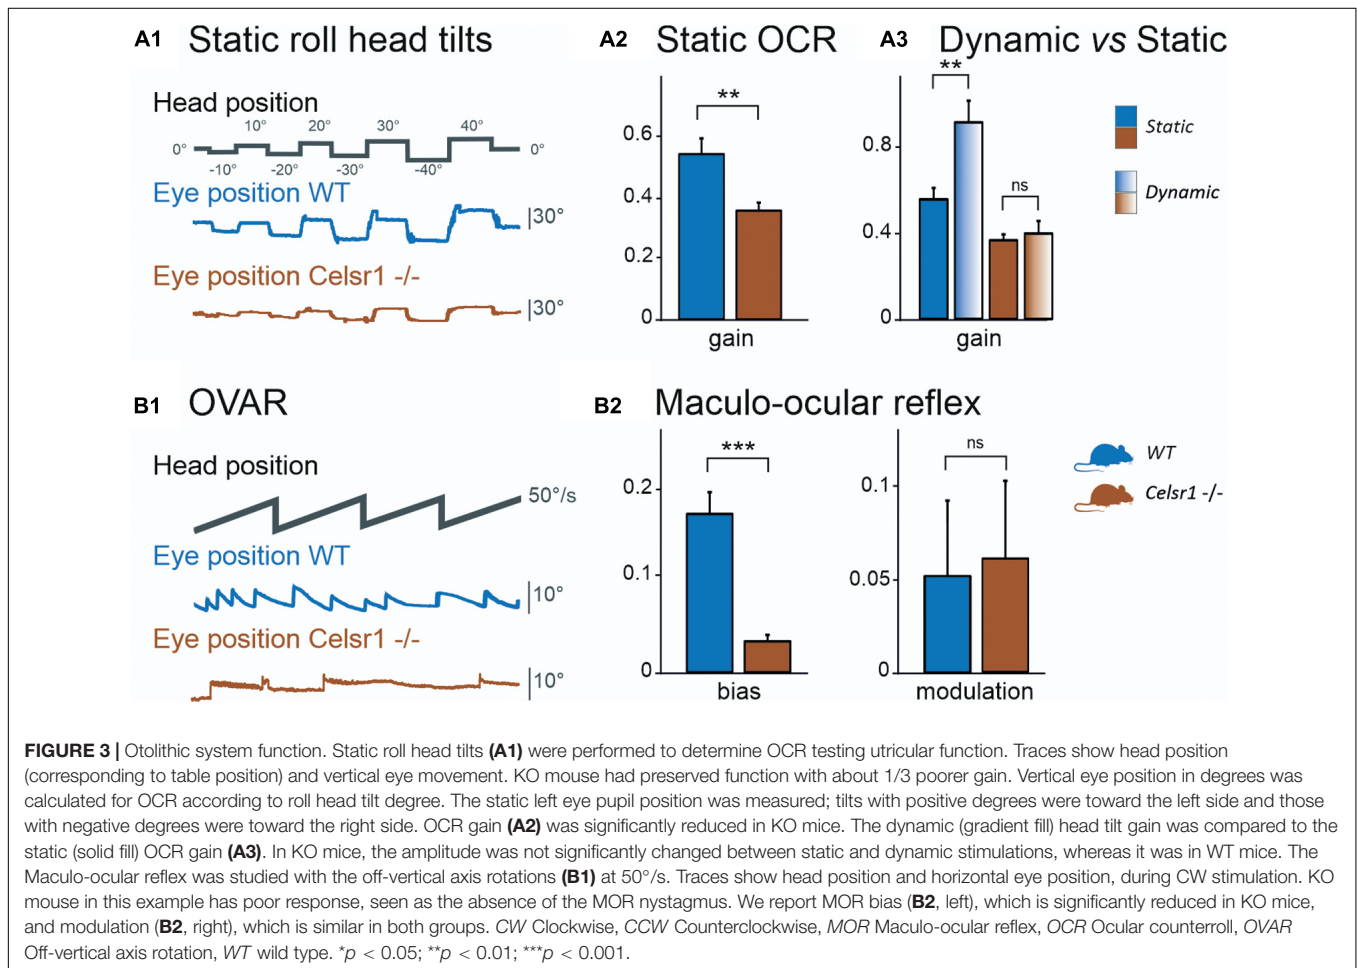 A1 Static roll head tilts
Head position
0° 10° 20° 30° 40° 0°
-10° -20° -30° -40°
Eye position WT
30°
Eye position Celsr1 -/-
30°
A2 Static OCR
**
0.6
0.4
0.2
0
gain
A3 Dynamic vs Static
**
ns
0.8
0.4
0
gain
Static
Dynamic
B1 OVAR
Head position
50°/s
Eye position WT
10°
Eye position Celsr1 -/-
10°
B2 Maculo-ocular reflex
***
0.2
0.1
0
bias
ns
0.1
0.05
0
modulation
WT
Celsr1 -/-
FIGURE 3 | Otolithic system function. Static roll head tilts (A1) were performed to determine OCR testing utricular function. Traces show head position
(corresponding to table position) and vertical eye movement. KO mouse had preserved function with about 1/3 poorer gain. Vertical eye position in degrees was
calculated for OCR according to roll head tilt degree. The static left eye pupil position was measured; tilts with positive degrees were toward the left side and those
with negative degrees were toward the right side. OCR gain (A2) was significantly reduced in KO mice. The dynamic (gradient fill) head tilt gain was compared to the
static (solid fill) OCR gain (A3). In KO mice, the amplitude was not significantly changed between static and dynamic stimulations, whereas it was in WT mice. The
Maculo-ocular reflex was studied with the off-vertical axis rotations (B1) at 50°/s. Traces show head position and horizontal eye position, during CW stimulation. KO
mouse in this example has poor response, seen as the absence of the MOR nystagmus. We report MOR bias (B2, left), which is significantly reduced in KO mice,
and modulation (B2, right), which is similar in both groups. CW Clockwise, CCW Counterclockwise, MOR Maculo-ocular reflex, OCR Ocular counterroll, OVAR
Off-vertical axis rotation, WT wild type. *p < 0.05; **p < 0.01; ***p < 0.001.